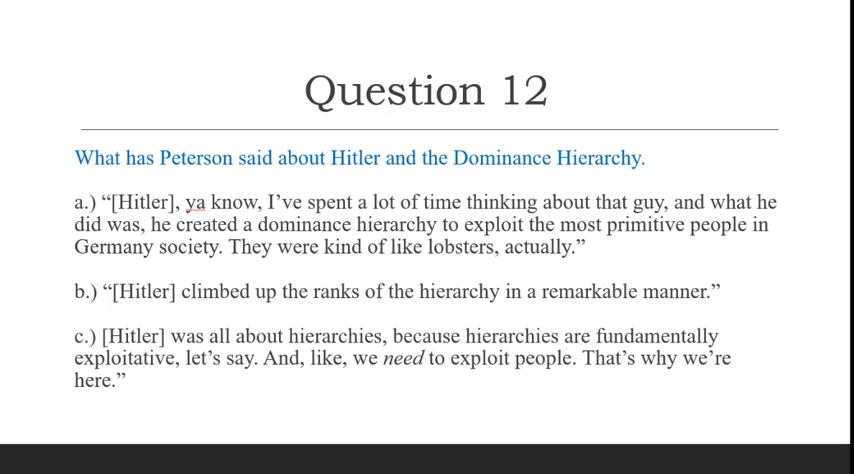 Question 12
What has Peterson said about Hitler and the Dominance Hierarchy.
a.) “[Hitler], ya know, I’ve spent a lot of time thinking about that guy, and what he
did was, he created a dominance hierarchy to exploit the most primitive people in
Germany society. They were kind of like lobsters, actually.”
b.) “[Hitler] climbed up the ranks of the hierarchy in a remarkable manner.”
c.) [Hitler] was all about hierarchies, because hierarchies are fundamentally
exploitative, let’s say. And, like, we need to exploit people. That’s why we’re
here.”